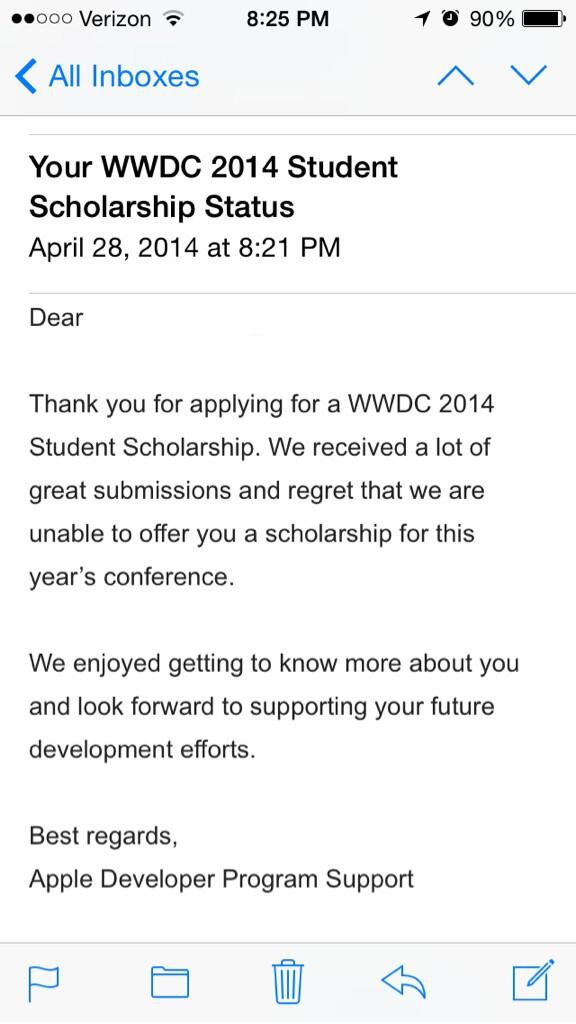 Verizon 8:25 PM 90%
All Inboxes
Your WWDC 2014 Student
Scholarship Status
April 28, 2014 at 8:21 PM
Dear
Thank you for applying for a WWDC 2014
Student Scholarship. We received a lot of
great submissions and regret that we are
unable to offer you a scholarship for this
year’s conference.
We enjoyed getting to know more about you
and look forward to supporting your future
development efforts.
Best regards,
Apple Developer Program Support